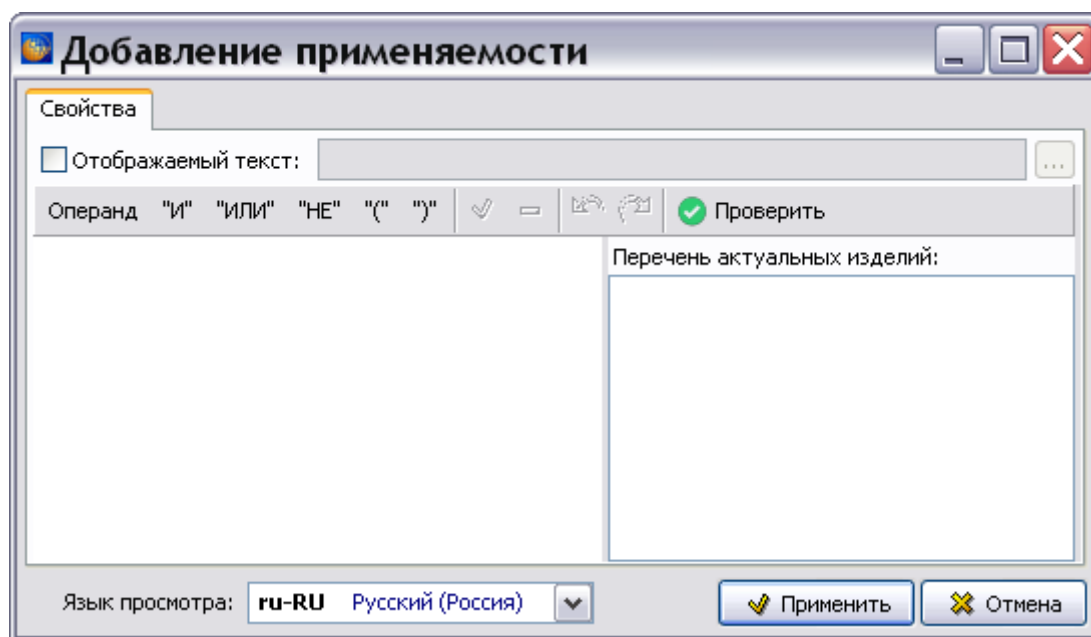 Добавление применяемости
Свойства
Отображаемый текст: ...
Операнд "И" "ИЛИ" "НЕ" "(" ")" Проверить
Перечень актуальных изделий:
Язык просмотра: ru-RU Русский (Россия) Применить Отмена